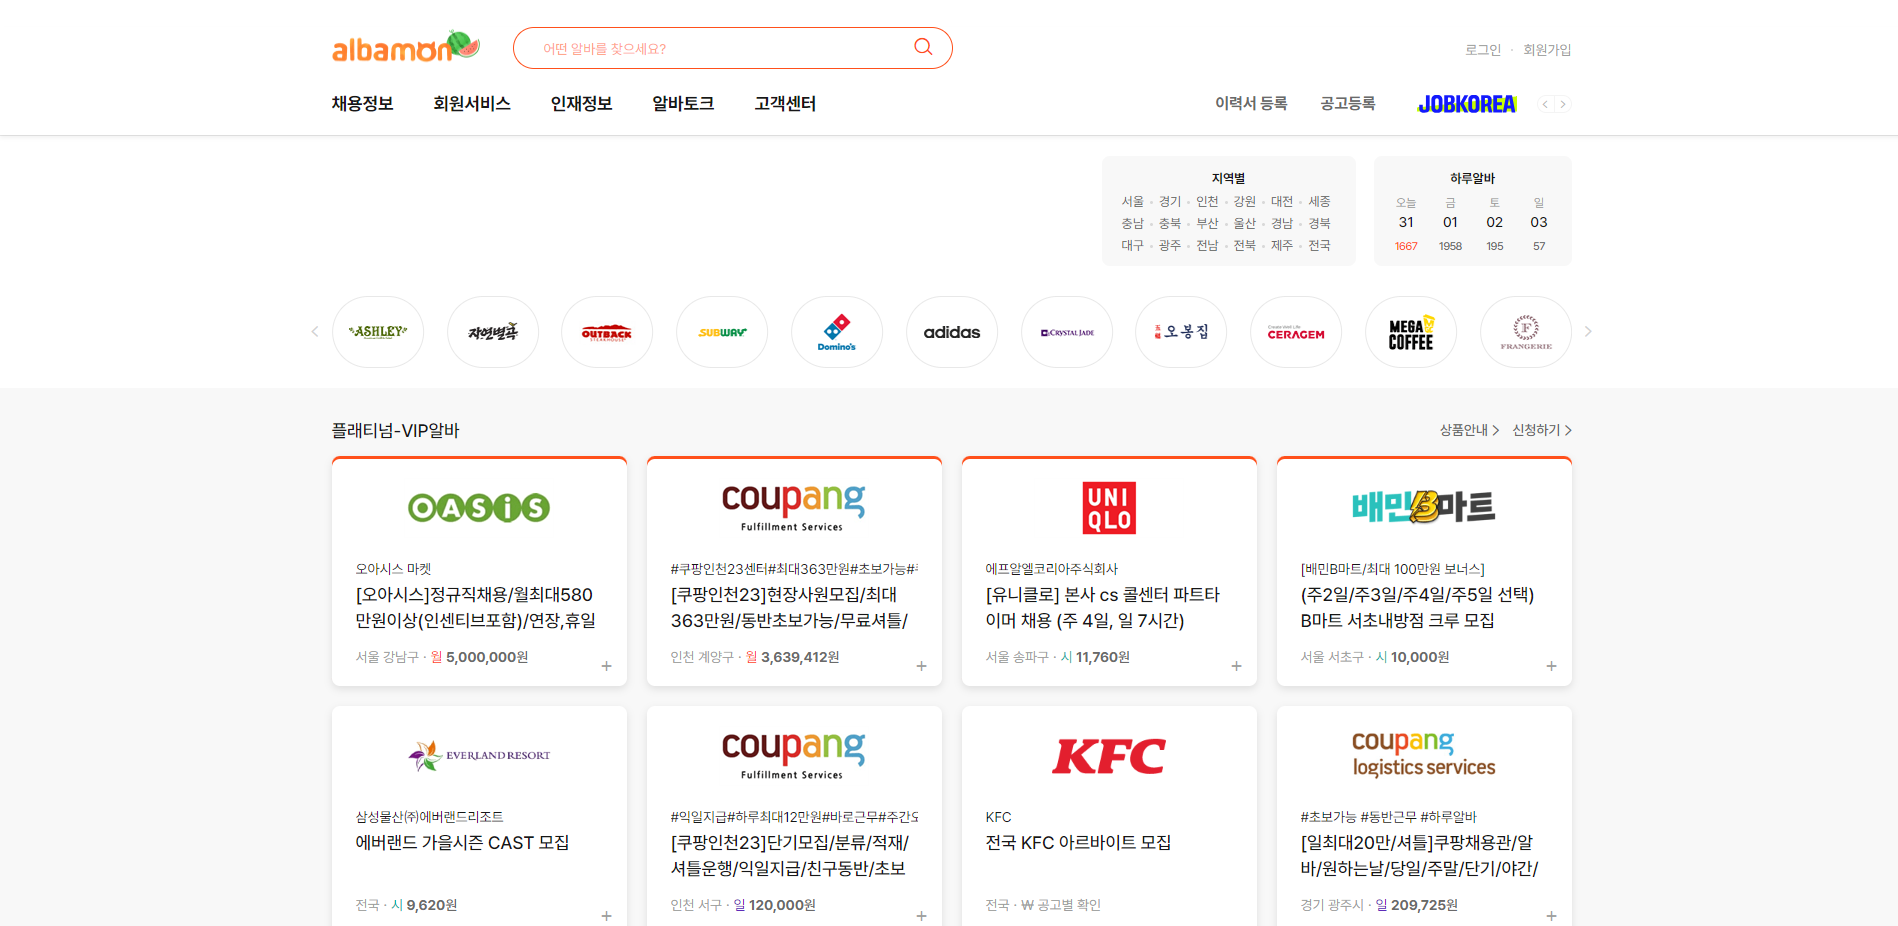 albamon
어떤 알바를 찾으세요?
로그인 · 회원가입
채용정보 회원서비스 인재정보 알바토크 고객센터
이력서 등록 공고등록 JOBKOREA
지역별
서울 • 경기 • 인천 • 강원 • 대전 • 세종
충남 • 충북 • 부산 • 울산 • 경남 • 경북
대구 • 광주 • 전남 • 전북 • 제주 • 전국
하루알바
오늘 금 토 일
31 01 02 03
1667 1958 195 57
ASHLEY
자연별곡
OUTBACK
STEAKHOUSE
SUBWAY
Domino's
adidas
CRYSTAL JADE
오봉집
CERAGEM
MEGA COFFEE
F
FRANGERIE
플래티넘-VIP알바
상품안내 신청하기
OASIS
오아시스 마켓
[오아시스]정규직채용/월최대580
만원이상(인센티브포함)/연장,휴일
서울 강남구 · 월 5,000,000원
+
coupang
Fulfillment Services
#쿠팡인천23센터#최대363만원#초보가능#
[쿠팡인천23]현장사원모집/최대
363만원/동반초보가능/무료셔틀/
인천 계양구 · 월 3,639,412원
+
UNI
QLO
에프알엘코리아주식회사
[유니클로] 본사 cs 콜센터 파트타
이머 채용 (주 4일, 일 7시간)
서울 송파구 · 시 11,760원
+
배민B마트
[배민B마트/최대 100만원 보너스]
(주2일/주3일/주4일/주5일 선택)
B마트 서초내방점 크루 모집
서울 서초구 · 시 10,000원
+
EVERLAND RESORT
삼성물산㈜에버랜드리조트
에버랜드 가을시즌 CAST 모집
전국 · 시 9,620원
+
coupang
Fulfillment Services
#익일지급#하루최대12만원#바로근무#주간오
[쿠팡인천23]단기모집/분류/적재/
셔틀운행/익일지급/친구동반/초보
인천 서구 · 일 120,000원
+
KFC
KFC
전국 KFC 아르바이트 모집
전국 · ₩ 공고별 확인
coupang
logistics services
#초보가능 #동반근무 #하루알바
[일최대20만/셔틀]쿠팡채용관/알
바/원하는날/당일/주말/단기/야간/
경기 광주시 · 일 209,725원
+